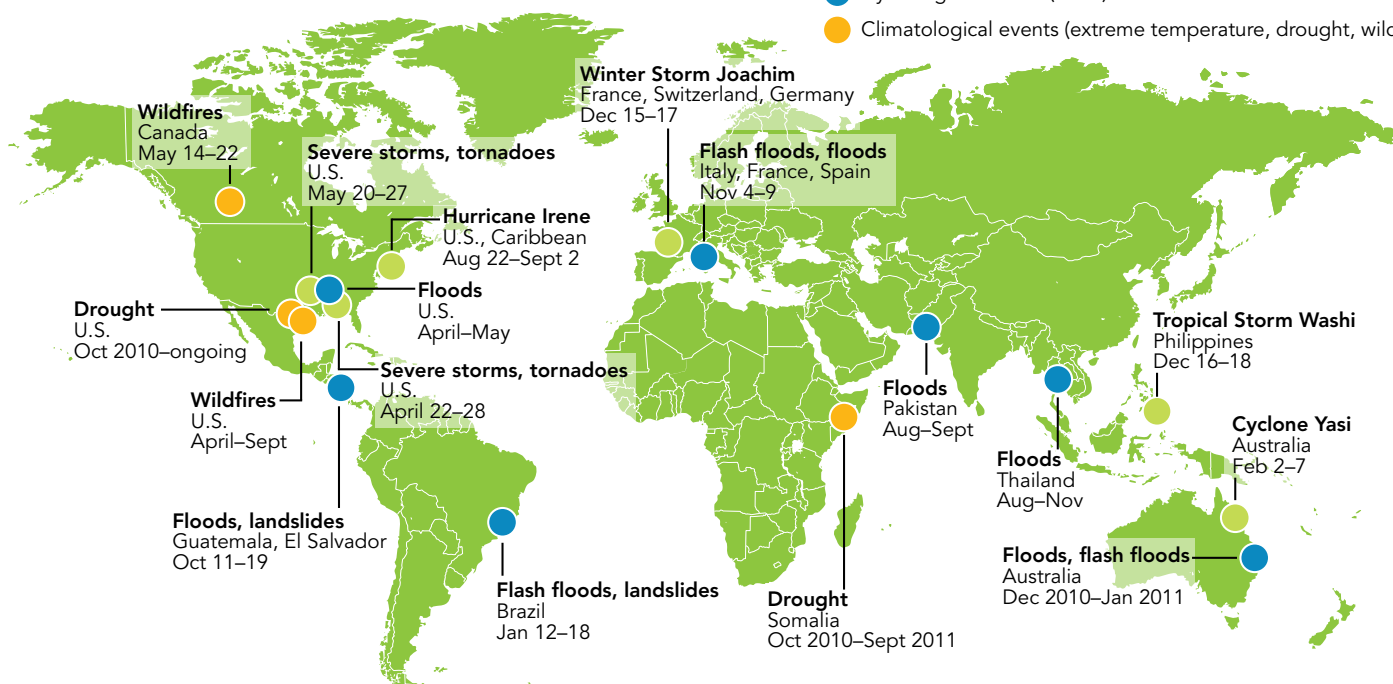 Climatological events (extreme temperature, drought,
Winter Storm Joachim
France, Switzerland, Germany
Dec 15–17
Wildfires
Canada
May 14–22
Severe storms, tornadoes
U.S.
May 20–27
Flash floods, floods
Italy, France, Spain
Nov 4–9
Hurricane Irene
U.S., Caribbean
Aug 22–Sept 2
Floods
U.S.
April–May
Drought
U.S.
Oct 2010–ongoing
Severe storms, tornadoes
U.S.
April 22–28
Wildfires
U.S.
April–Sept
Floods
Pakistan
Aug–Sept
Tropical Storm Washi
Philippines
Dec 16–18
Cyclone Yasi
Australia
Feb 2–7
Floods
Thailand
Aug–Nov
Floods, landslides
Guatemala, El Salvador
Oct 11–19
Flash floods, landslides
Brazil
Jan 12–18
Drought
Somalia
Oct 2010–Sept 2011
Floods, flash floods
Australia
Dec 2010–Jan 2011